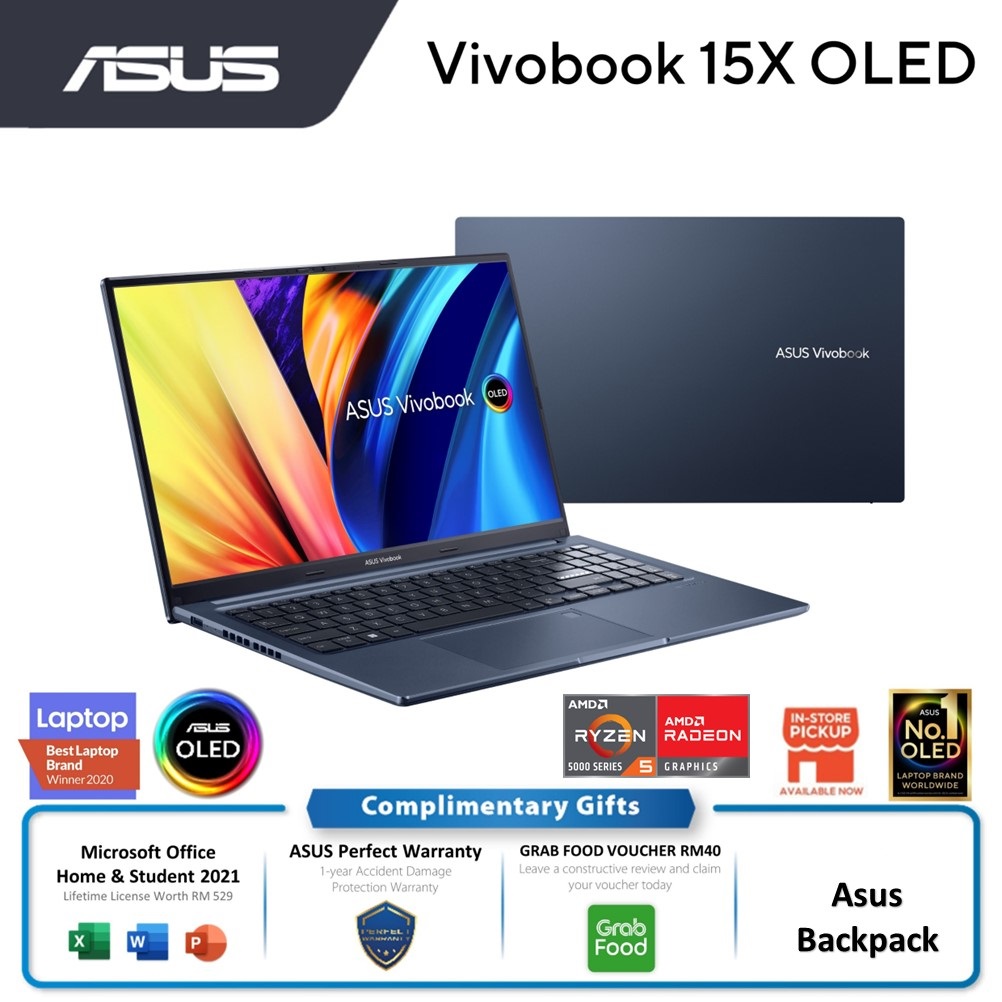 ASUS
Vivobook 15X OLED
ASUS Vivobook
ASUS Vivobook OLED
ASUS Vivobook
Laptop
Best Laptop
Brand
Winner 2020
ASUS
OLED
AMD
RYZEN
5000 SERIES 5
AMD
RADEON
GRAPHICS
IN-STORE
PICKUP
AVAILABLE NOW
ASUS
No.1
OLED
LAPTOP BRAND
WORLDWIDE
Complimentary Gifts
Microsoft Office
Home & Student 2021
Lifetime License Worth RM 529
X W P
ASUS Perfect Warranty
1-year Accident Damage
Protection Warranty
PERFECT
WARRANTY
GRAB FOOD VOUCHER RM40
Leave a constructive review and claim
your voucher today
Grab
Food
Asus
Backpack